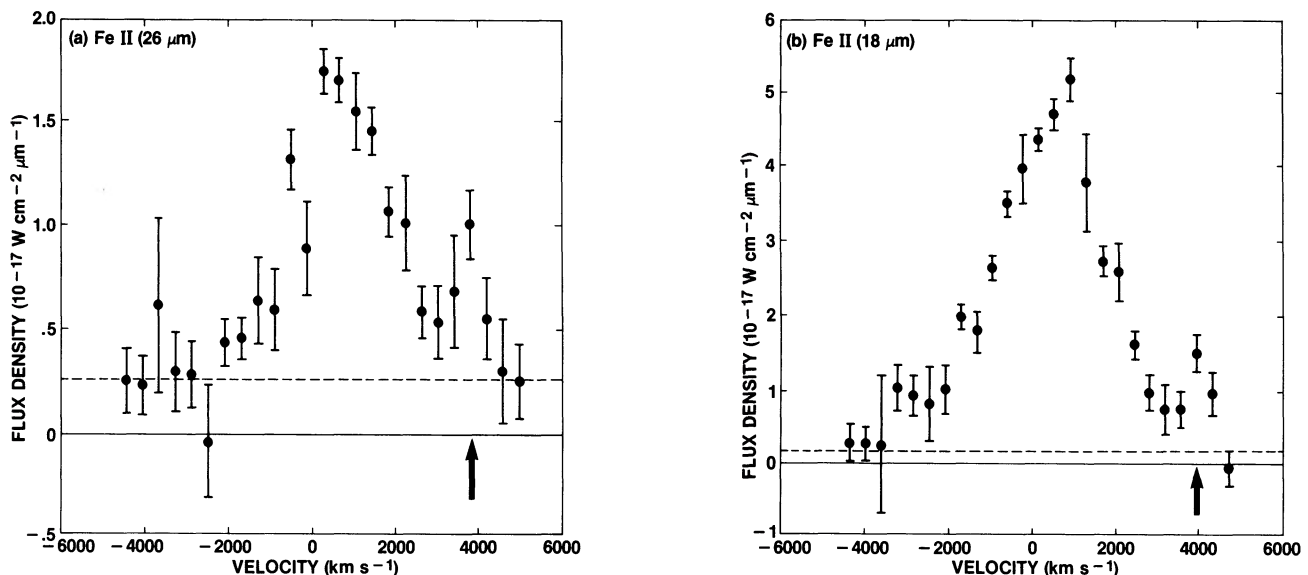 (a) Fe II (26 μm)
2.0
1.5
1.0
.5
0
-.5
FLUX DENSITY (10−17 W cm−2 μm−1)
−6000 −4000 −2000 0 2000 4000 6000
VELOCITY (km s−1)
(b) Fe II (18 μm)
6
5
4
3
2
1
0
−1
FLUX DENSITY (10−17 W cm−2 μm−1)
−6000 −4000 −2000 0 2000 4000 6000
VELOCITY (km s−1)